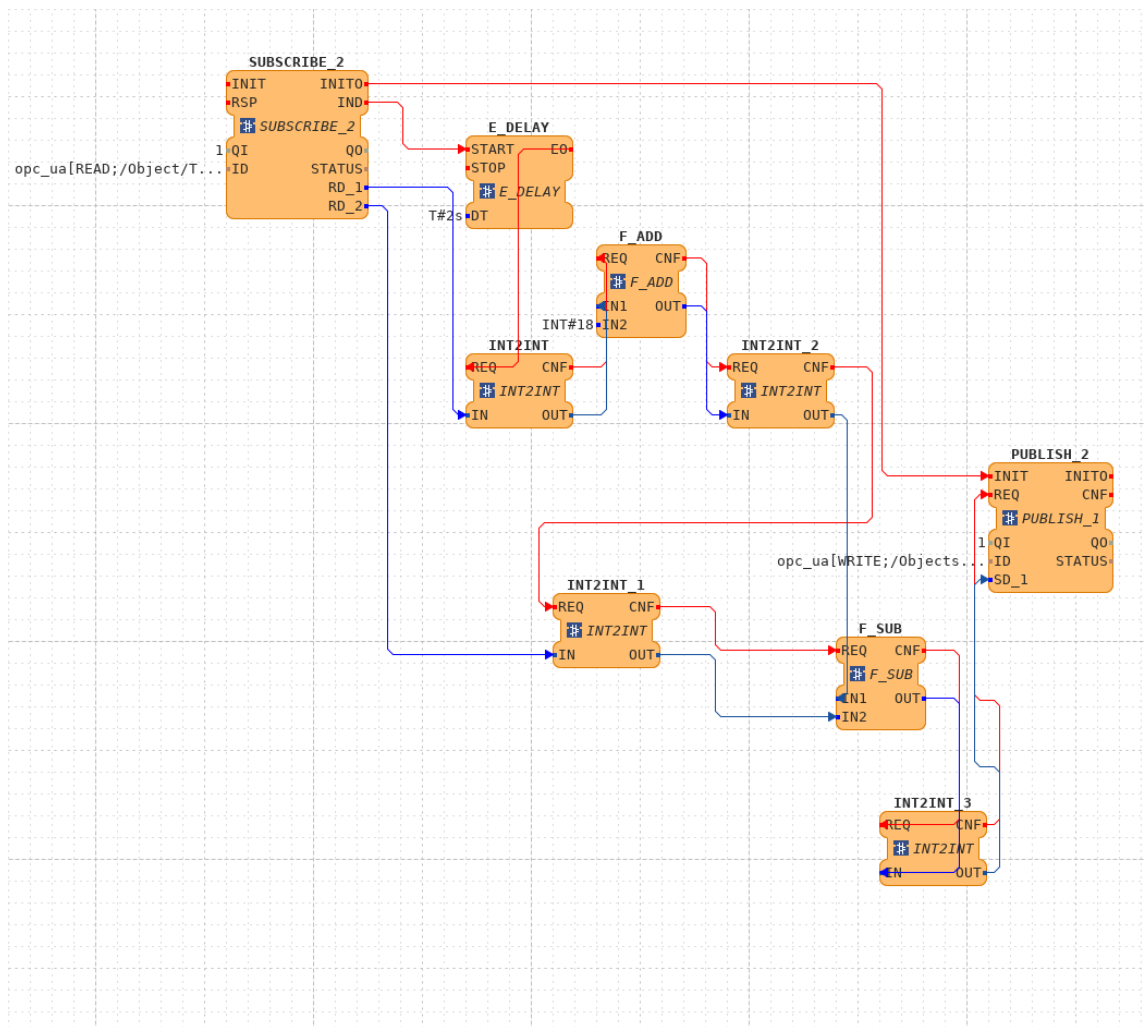 SUBSCRIBE_2
INIT INITO
RSP IND
SUBSCRIBE_2
1 QI QO
opc_ua[READ;/Object/T... ID STATUS
RD_1
RD_2
E_DELAY
START EO
STOP
E_DELAY
T#2s DT
F_ADD
REQ CNF
F_ADD
IN1 OUT
INT#18 IN2
INT2INT
REQ CNF
INT2INT
IN OUT
INT2INT_2
REQ CNF
INT2INT
IN OUT
PUBLISH_2
INIT INITO
REQ CNF
PUBLISH_1
1 QI QO
opc_ua[WRITE;/Objects... ID STATUS
SD_1
INT2INT_1
REQ CNF
INT2INT
IN OUT
F_SUB
REQ CNF
F_SUB
IN1 OUT
IN2
INT2INT_3
REQ CNF
INT2INT
IN OUT